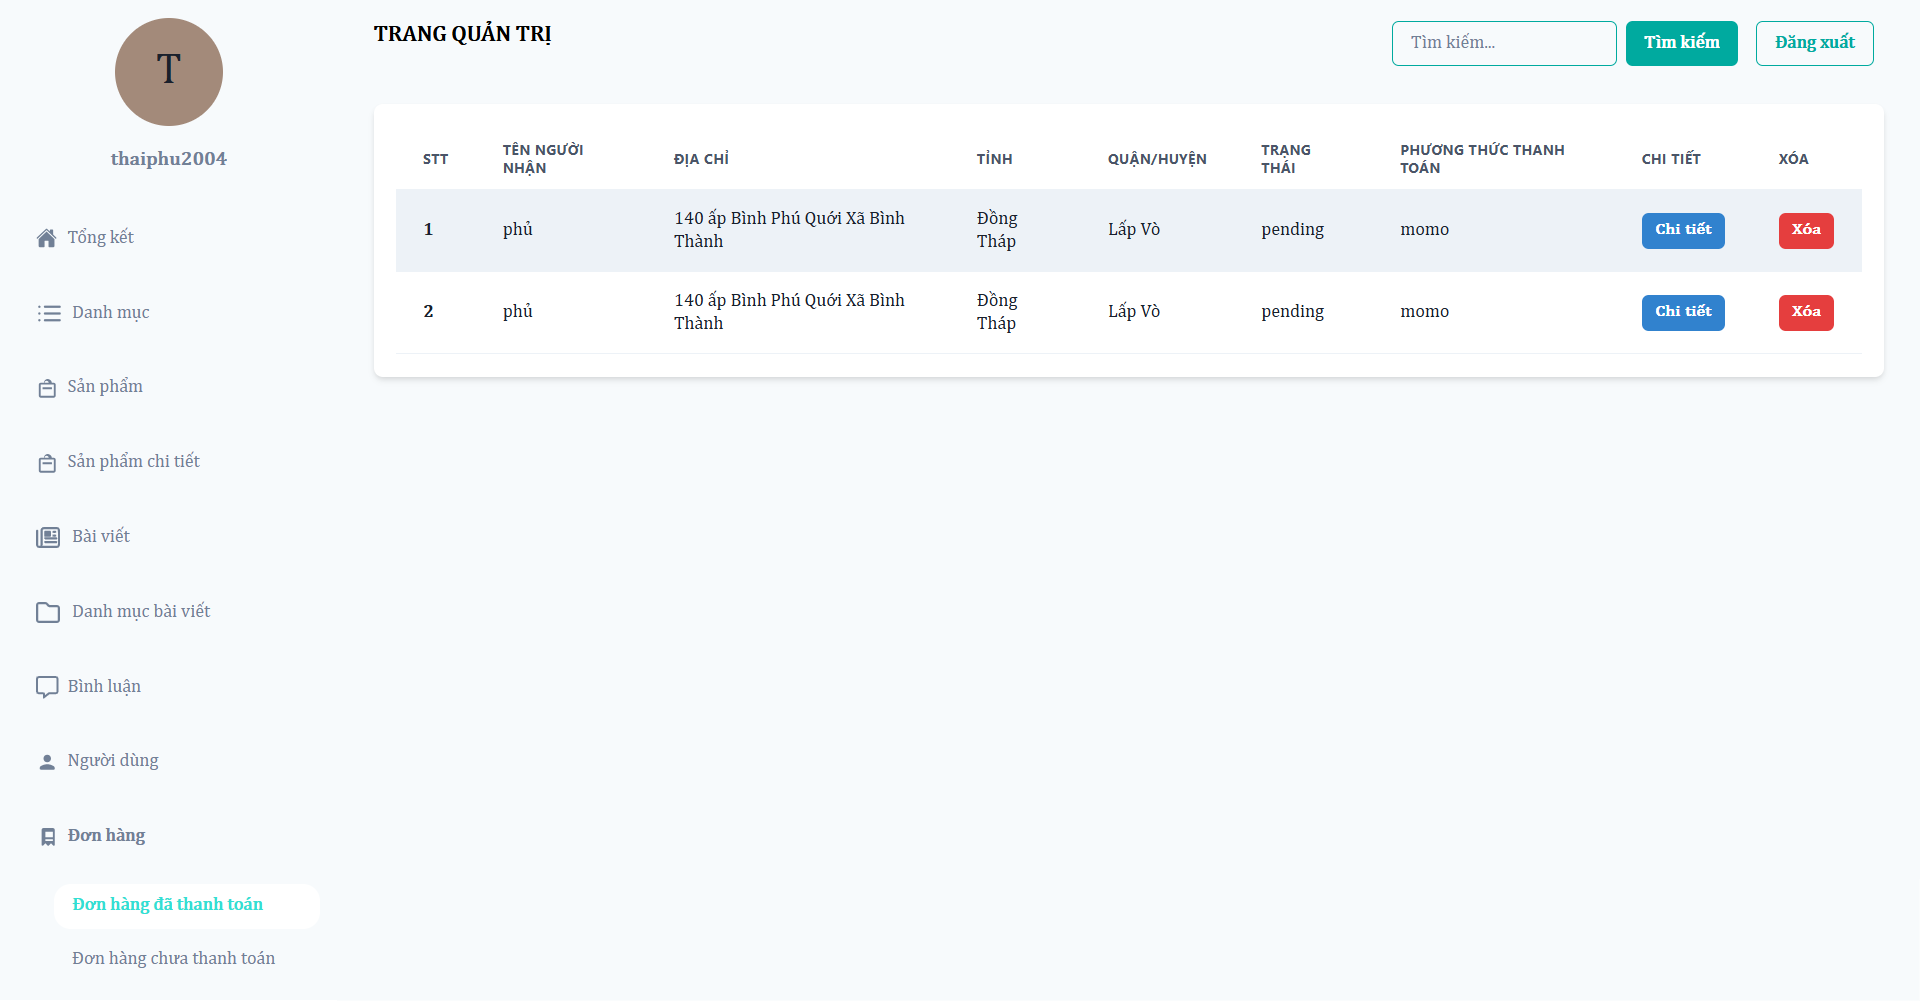 T
thaiphu2004
Tổng kết
Danh mục
Sản phẩm
Sản phẩm chi tiết
Bài viết
Danh mục bài viết
Bình luận
Người dùng
Đơn hàng
Đơn hàng đã thanh toán
Đơn hàng chưa thanh toán
TRANG QUẢN TRỊ
Tìm kiếm...
Tìm kiếm
Đăng xuất
STT TÊN NGƯỜI NHẬN ĐỊA CHỈ TỈNH QUẬN/HUYỆN TRẠNG THÁI PHƯƠNG THỨC THANH TOÁN CHI TIẾT XÓA
1 phủ 140 ấp Bình Phú Quới Xã Bình Thành Đồng Tháp Lấp Vò pending momo Chi tiết Xóa
2 phủ 140 ấp Bình Phú Quới Xã Bình Thành Đồng Tháp Lấp Vò pending momo Chi tiết Xóa